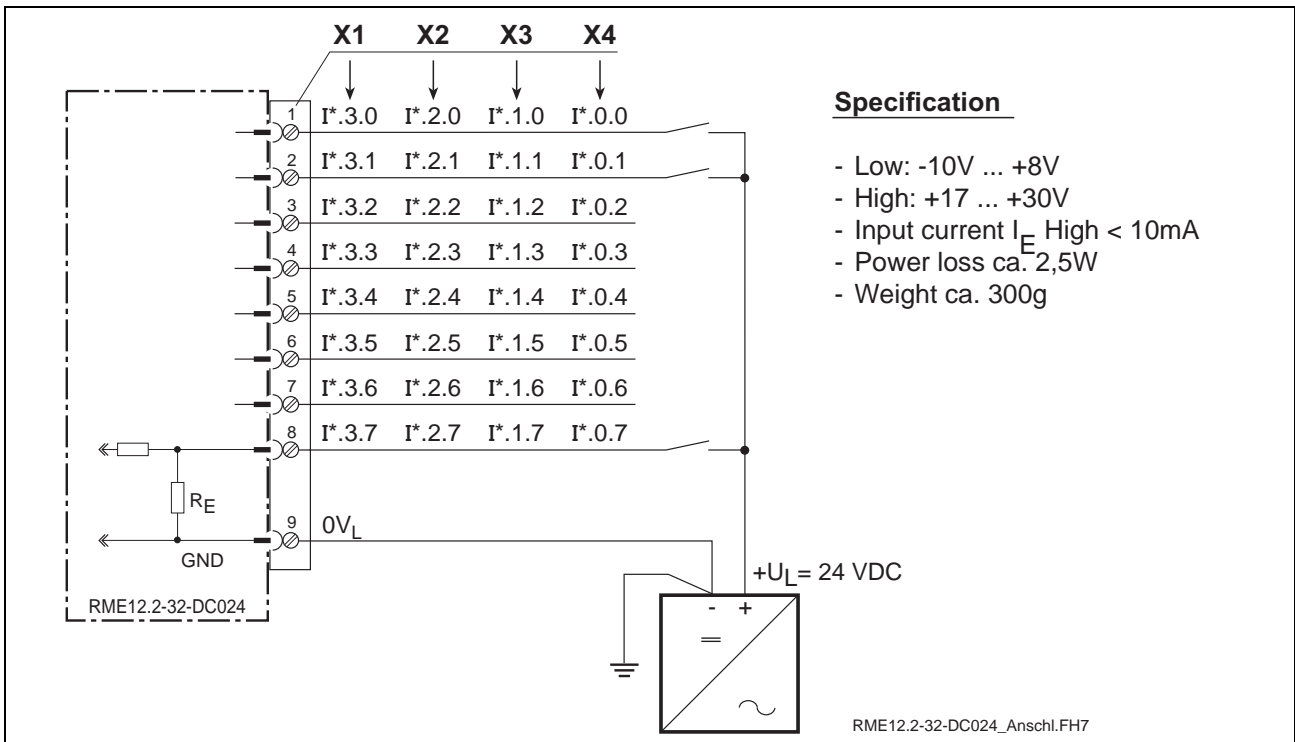 X1 X2 X3 X4
1 I*.3.0 I*.2.0 I*.1.0 I*.0.0
2 I*.3.1 I*.2.1 I*.1.1 I*.0.1
3 I*.3.2 I*.2.2 I*.1.2 I*.0.2
4 I*.3.3 I*.2.3 I*.1.3 I*.0.3
5 I*.3.4 I*.2.4 I*.1.4 I*.0.4
6 I*.3.5 I*.2.5 I*.1.5 I*.0.5
7 I*.3.6 I*.2.6 I*.1.6 I*.0.6
8 I*.3.7 I*.2.7 I*.1.7 I*.0.7
RE
9 0VL
GND
RME12.2-32-DC024
+UL= 24 VDC
- +
Specification
- Low: -10V ... +8V
- High: +17 ... +30V
- Input current IE High < 10mA
- Power loss ca. 2,5W
- Weight ca. 300g
RME12.2-32-DC024_Anschl.FH7